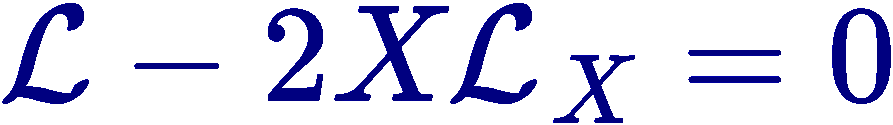 ℒ − 2Xℒ_X = 0